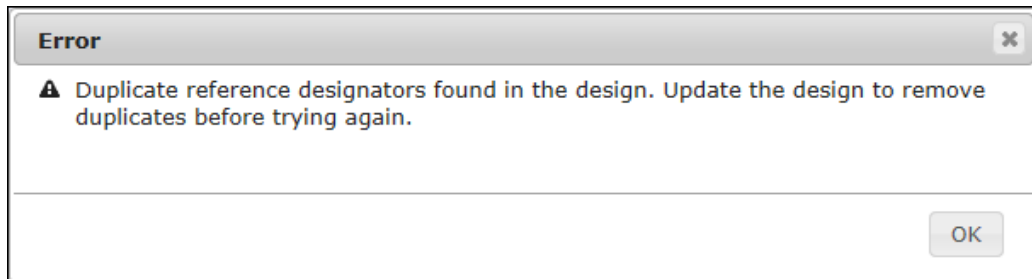 Error
Duplicate reference designators found in the design. Update the design to remove
duplicates before trying again.
OK